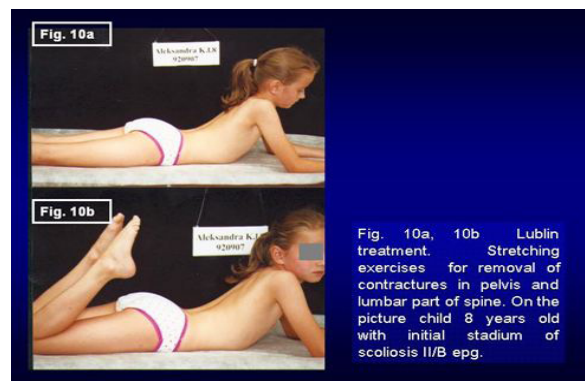 Fig. 10a
Aleksandra K.J.8
920907
Fig. 10b
Aleksandra K.J.
920907
Fig. 10a, 10b Lublin
treatment. Stretching
exercises for removal of
contractures in pelvis and
lumbar part of spine. On the
picture child 8 years old
with initial stadium of
scoliosis II/B epg.